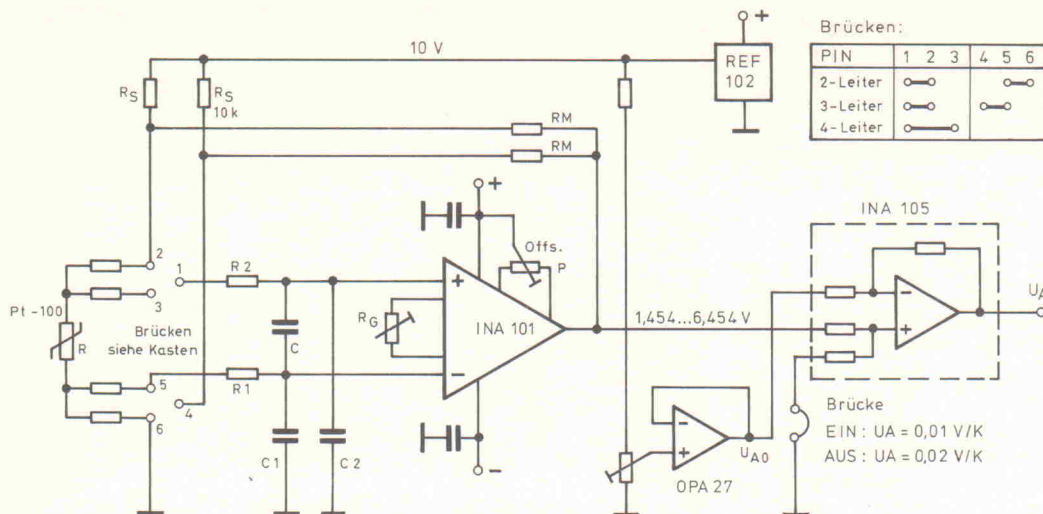 10 V
+
REF
102
Brücken:
PIN 1 2 3 4 5 6
2-Leiter
3-Leiter
4-Leiter
RS
RS
10 k
RM
RM
+
INA 105
Offs.
P
2
1
3
R2
Pt-100
R
Brücken
siehe Kasten
C
RG
+
INA 101
−
1,454...6,454 V
−
+
UA
5
4
6
R1
C1
C2
−
−
+
UA0
OPA 27
Brücke
EIN : UA = 0,01 V/K
AUS : UA = 0,02 V/K